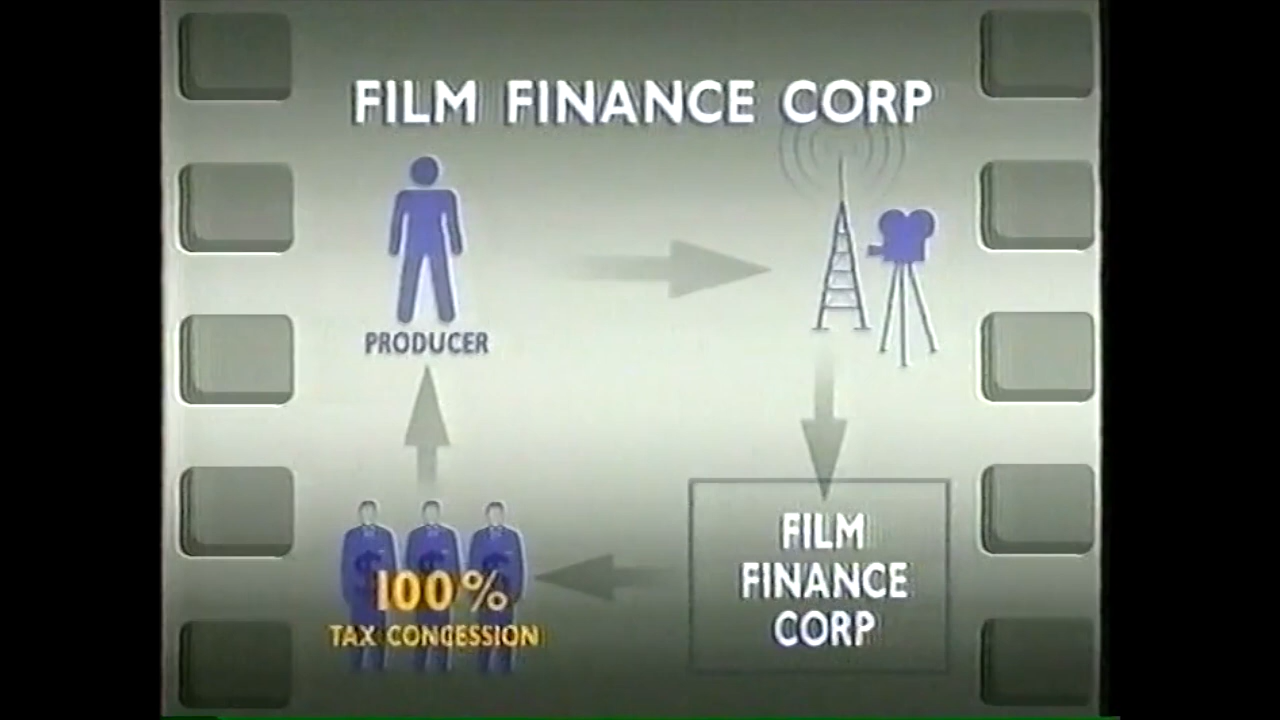 FILM FINANCE CORP
PRODUCER
FILM
FINANCE
CORP
$ $ $
100%
TAX CONCESSION